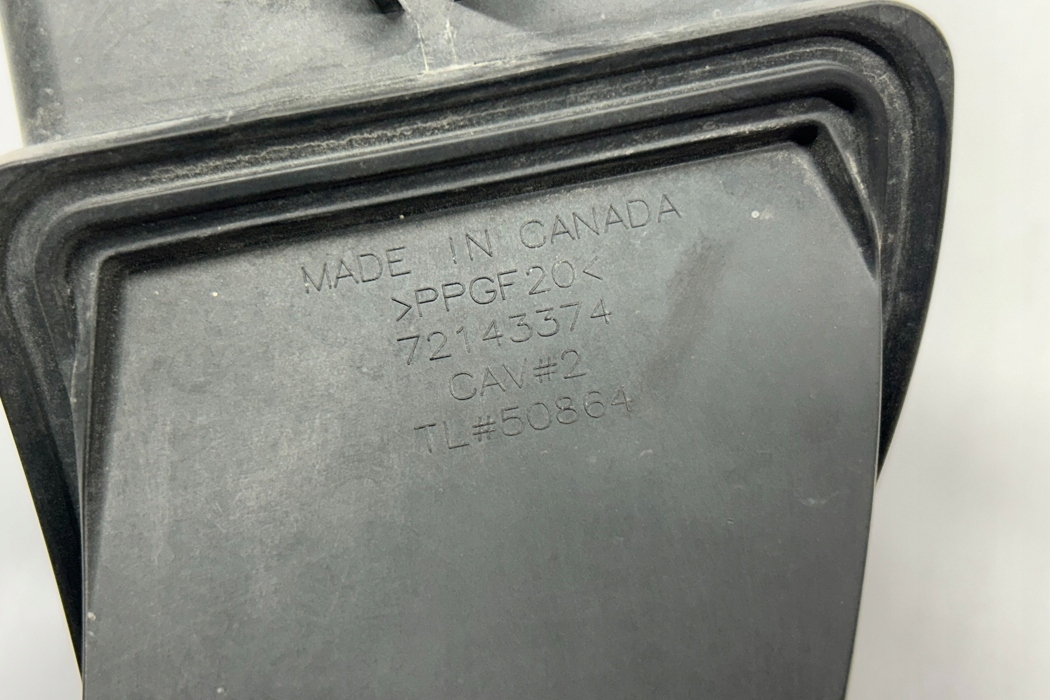 MADE IN CANADA
>PPGF20<
72143374
CAV#2
TL#50864